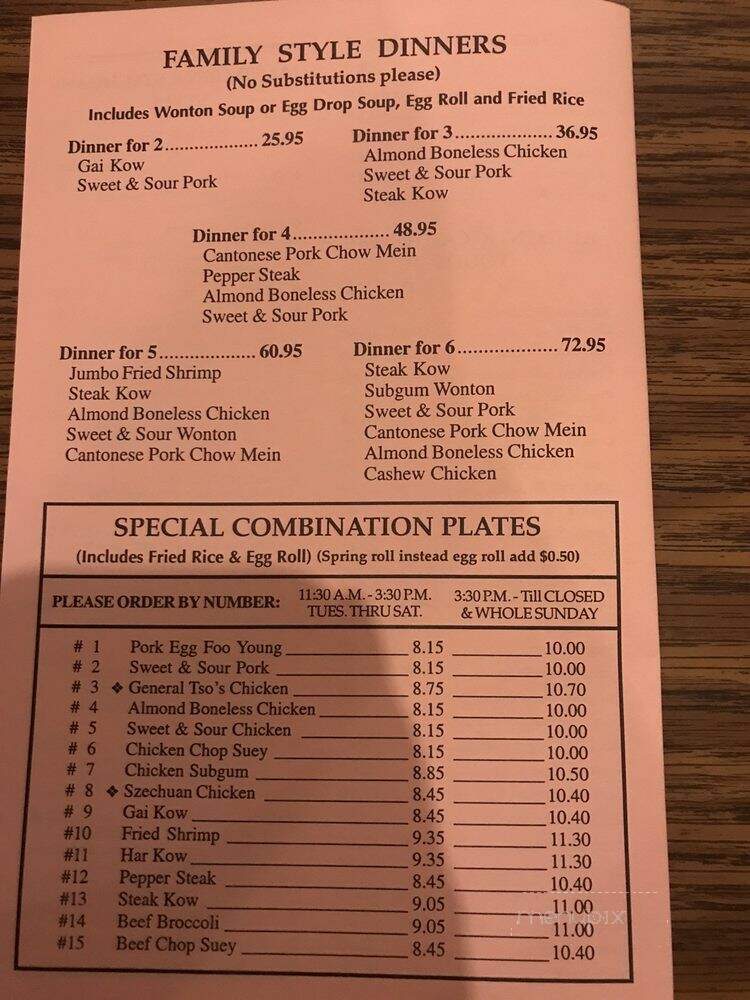 FAMILY STYLE DINNERS
(No Substitutions please)
Includes Wonton Soup or Egg Drop Soup, Egg Roll and Fried Rice
Dinner for 2.................. 25.95
Gai Kow
Sweet & Sour Pork
Dinner for 3................... 36.95
Almond Boneless Chicken
Sweet & Sour Pork
Steak Kow
Dinner for 4................... 48.95
Cantonese Pork Chow Mein
Pepper Steak
Almond Boneless Chicken
Sweet & Sour Pork
Dinner for 5................... 60.95
Jumbo Fried Shrimp
Steak Kow
Almond Boneless Chicken
Sweet & Sour Wonton
Cantonese Pork Chow Mein
Dinner for 6................... 72.95
Steak Kow
Subgum Wonton
Sweet & Sour Pork
Cantonese Pork Chow Mein
Almond Boneless Chicken
Cashew Chicken
SPECIAL COMBINATION PLATES
(Includes Fried Rice & Egg Roll) (Spring roll instead egg roll add $0.50)
PLEASE ORDER BY NUMBER: 11:30 A.M. - 3:30 P.M. TUES. THRU SAT. 3:30 P.M. - Till CLOSED & WHOLE SUNDAY
# 1 Pork Egg Foo Young 8.15 10.00
# 2 Sweet & Sour Pork 8.15 10.00
# 3 ❖ General Tso's Chicken 8.75 10.70
# 4 Almond Boneless Chicken 8.15 10.00
# 5 Sweet & Sour Chicken 8.15 10.00
# 6 Chicken Chop Suey 8.15 10.00
# 7 Chicken Subgum 8.85 10.50
# 8 ❖ Szechuan Chicken 8.45 10.40
# 9 Gai Kow 8.45 10.40
#10 Fried Shrimp 9.35 11.30
#11 Har Kow 9.35 11.30
#12 Pepper Steak 8.45 10.40
#13 Steak Kow 9.05 11.00
#14 Beef Broccoli 9.05 11.00
#15 Beef Chop Suey 8.45 10.40
menupix